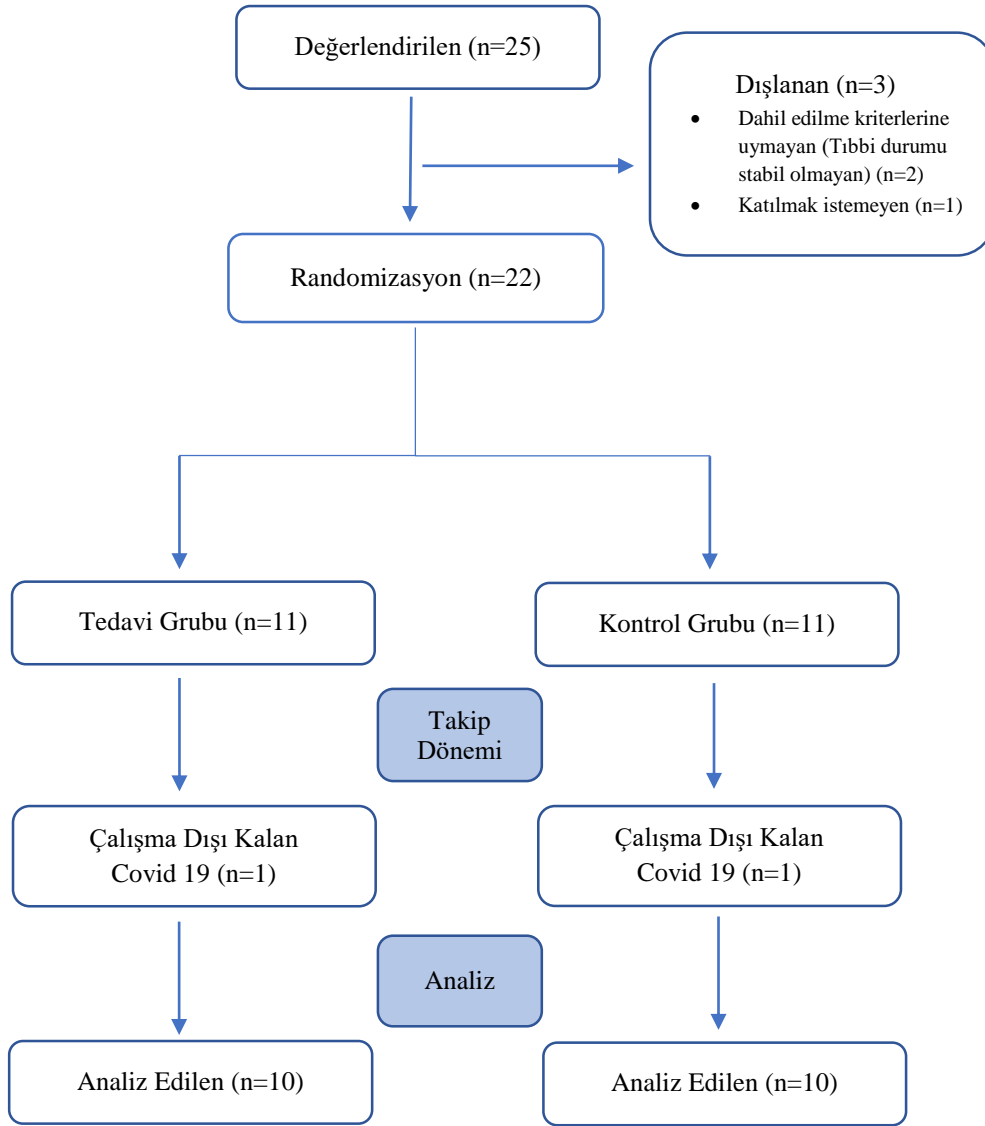 Değerlendirilen (n=25)
Dışlanan (n=3)
• Dahil edilme kriterlerine
uymayan (Tıbbi durumu
stabil olmayan) (n=2)
• Katılmak istemeyen (n=1)
Randomizasyon (n=22)
Tedavi Grubu (n=11)
Kontrol Grubu (n=11)
Takip
Dönemi
Çalışma Dışı Kalan
Covid 19 (n=1)
Çalışma Dışı Kalan
Covid 19 (n=1)
Analiz
Analiz Edilen (n=10)
Analiz Edilen (n=10)